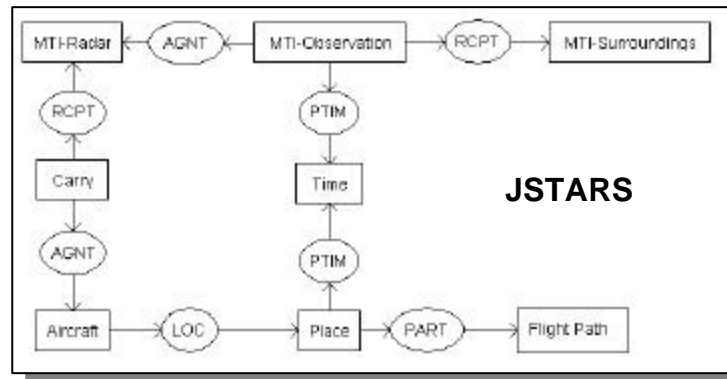 MTI-Radar AGNT MTI-Observation RCPT MTI-Surroundings
RCPT PTIM
Carry Time JSTARS
AGNT PTIM
Aircraft LOC Place PART Flight Path